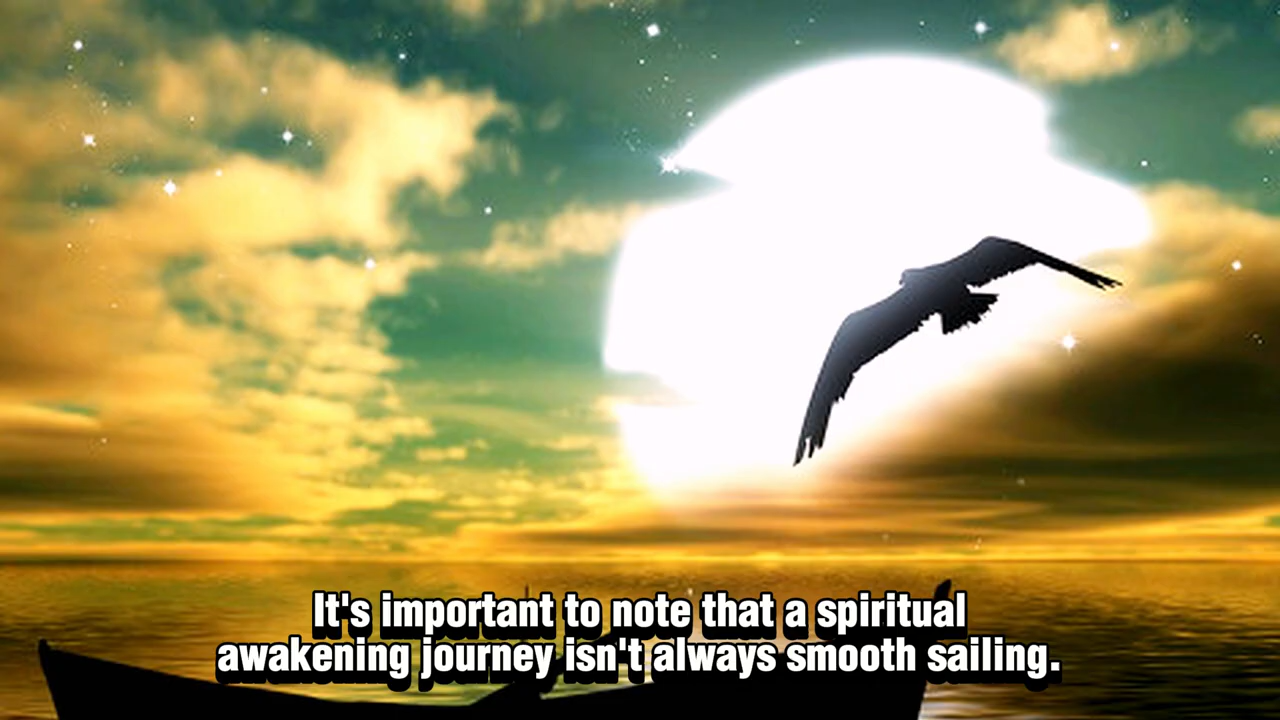 It's important to note that a spiritual
awakening journey isn't always smooth sailing.